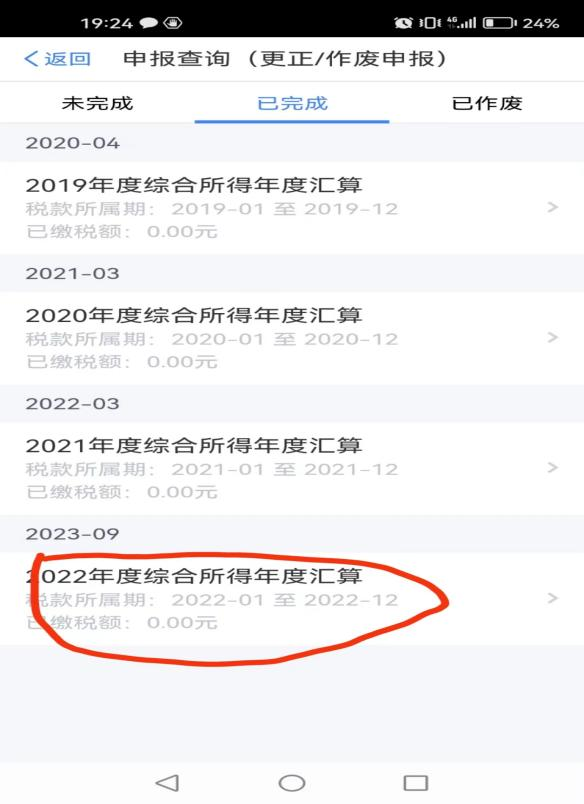 19:24 4G 24%
返回 申报查询（更正/作废申报）
未完成 已完成 已作废
2020-04
2019年度综合所得年度汇算
税款所属期：2019-01 至 2019-12
已缴税额：0.00元
2021-03
2020年度综合所得年度汇算
税款所属期：2020-01 至 2020-12
已缴税额：0.00元
2022-03
2021年度综合所得年度汇算
税款所属期：2021-01 至 2021-12
已缴税额：0.00元
2023-09
2022年度综合所得年度汇算
税款所属期：2022-01 至 2022-12
已缴税额：0.00元